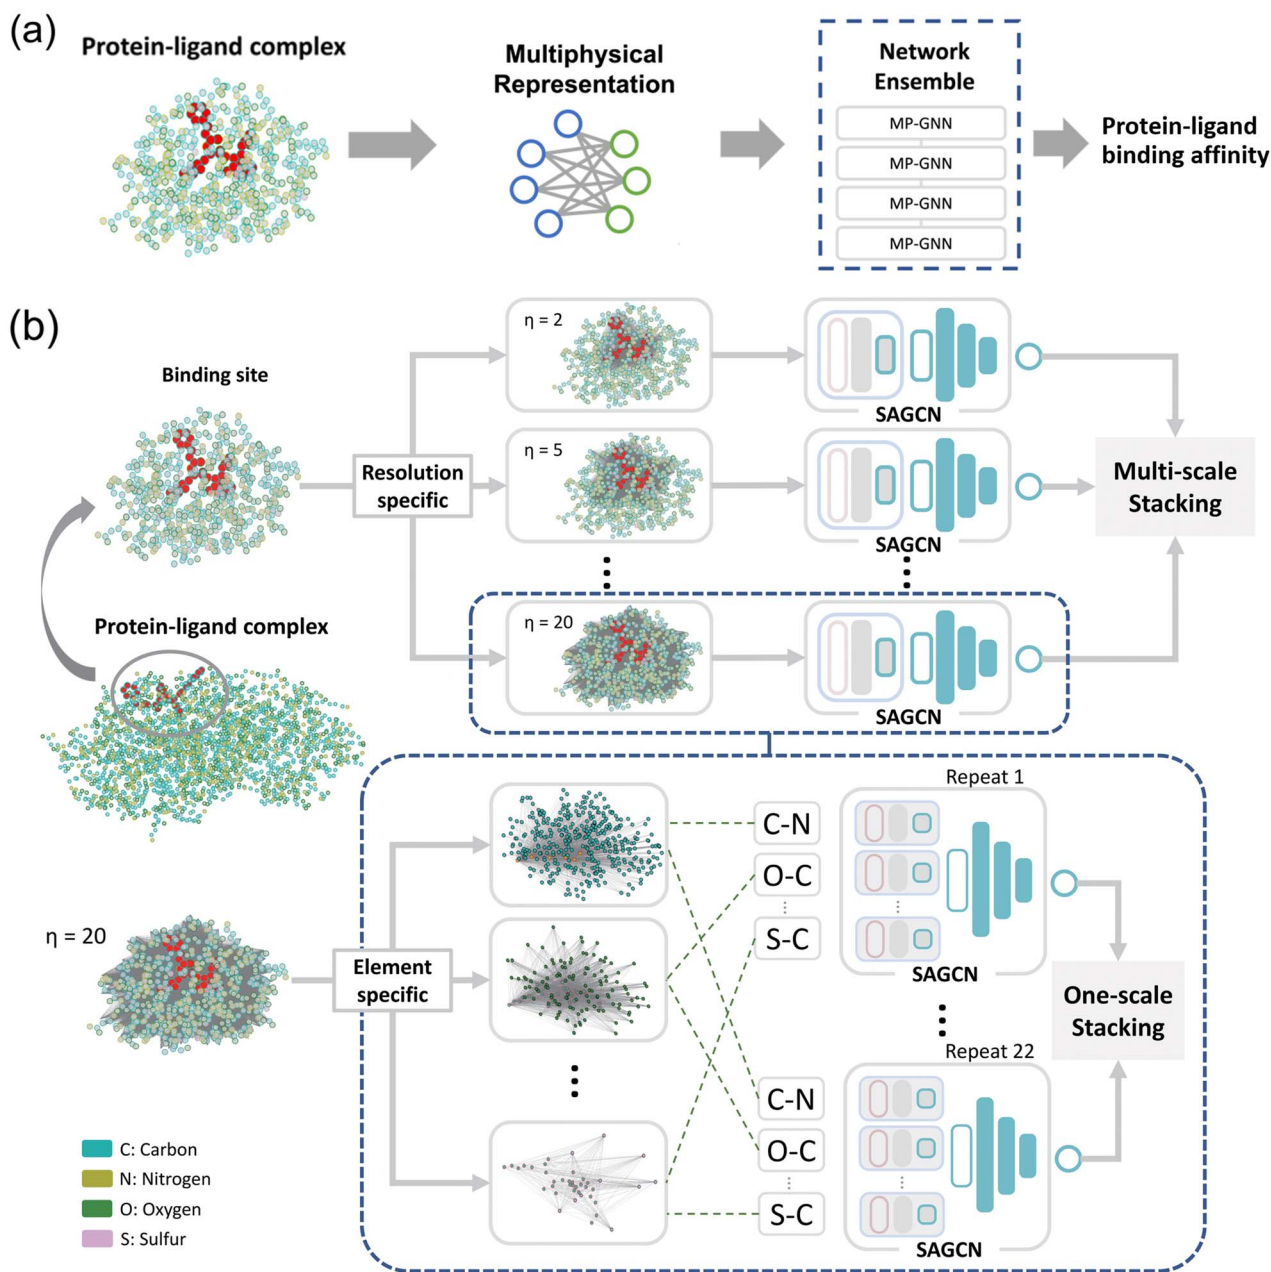 (a)
Protein-ligand complex
Multiphysical
Representation
Network
Ensemble
MP-GNN
MP-GNN
MP-GNN
MP-GNN
Protein-ligand
binding affinity
(b)
Binding site
Protein-ligand complex
Resolution
specific
η = 2
SAGCN
η = 5
SAGCN
η = 20
SAGCN
Multi-scale
Stacking
η = 20
Element
specific
C-N
O-C
S-C
Repeat 1
SAGCN
C-N
O-C
S-C
Repeat 22
SAGCN
One-scale
Stacking
C: Carbon
N: Nitrogen
O: Oxygen
S: Sulfur